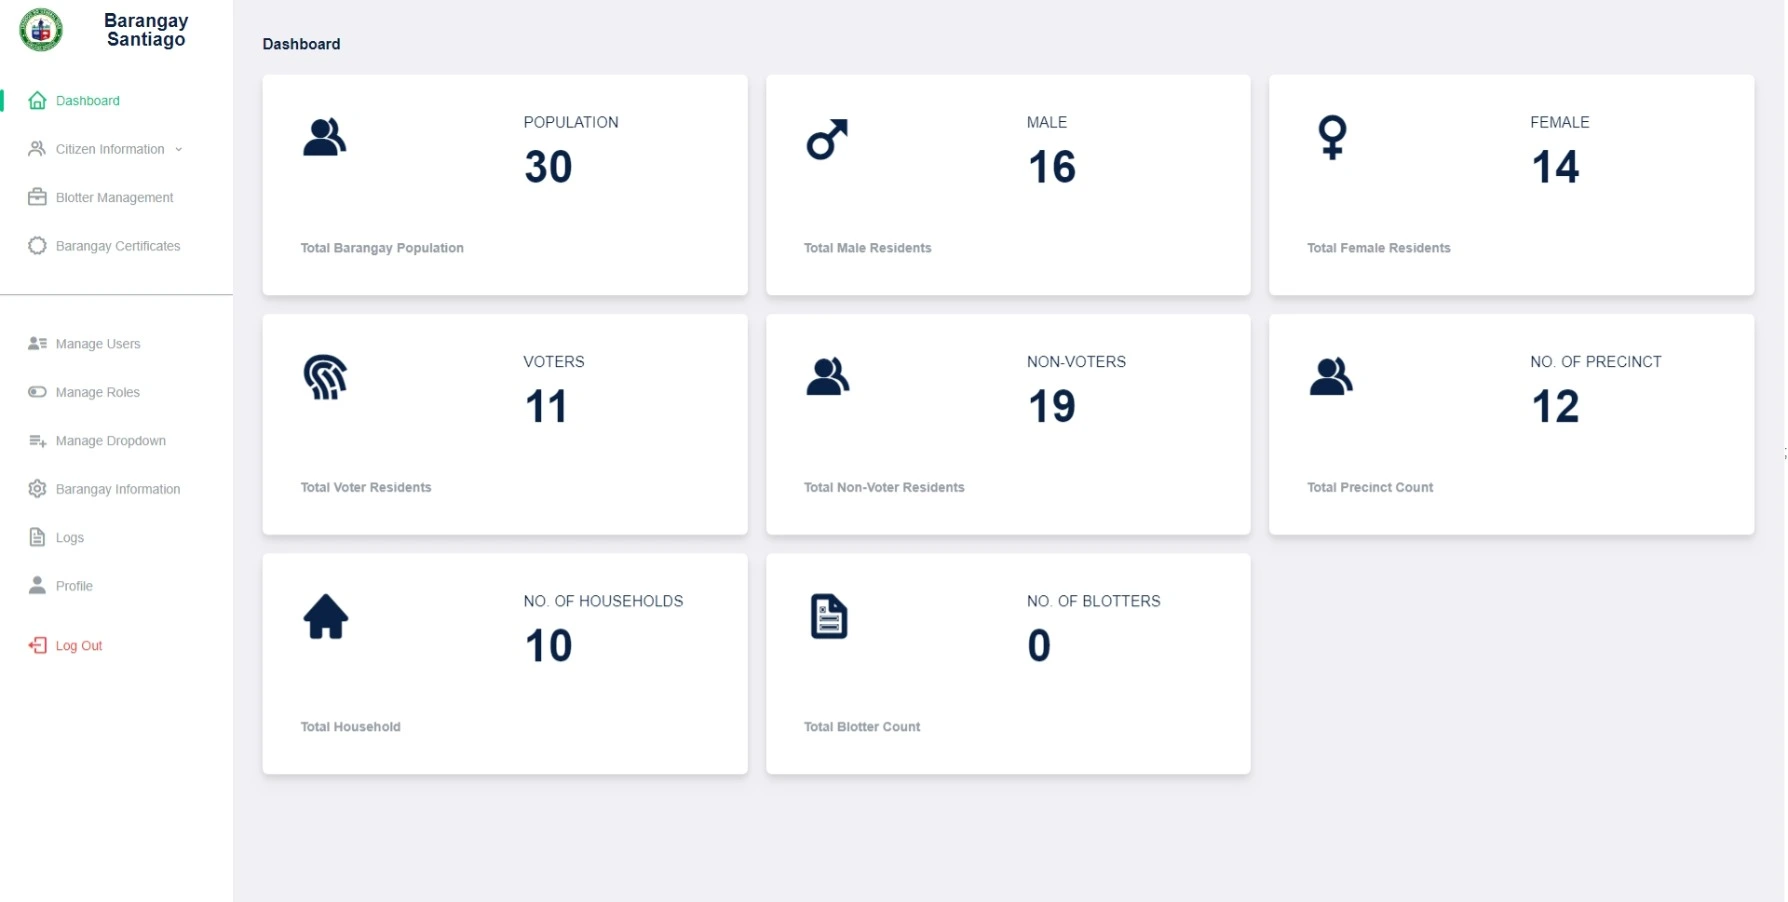 Barangay
Santiago
Dashboard
Citizen Information
Blotter Management
Barangay Certificates
Manage Users
Manage Roles
Manage Dropdown
Barangay Information
Logs
Profile
Log Out
Dashboard
POPULATION
30
Total Barangay Population
MALE
16
Total Male Residents
FEMALE
14
Total Female Residents
VOTERS
11
Total Voter Residents
NON-VOTERS
19
Total Non-Voter Residents
NO. OF PRECINCT
12
Total Precinct Count
NO. OF HOUSEHOLDS
10
Total Household
NO. OF BLOTTERS
0
Total Blotter Count